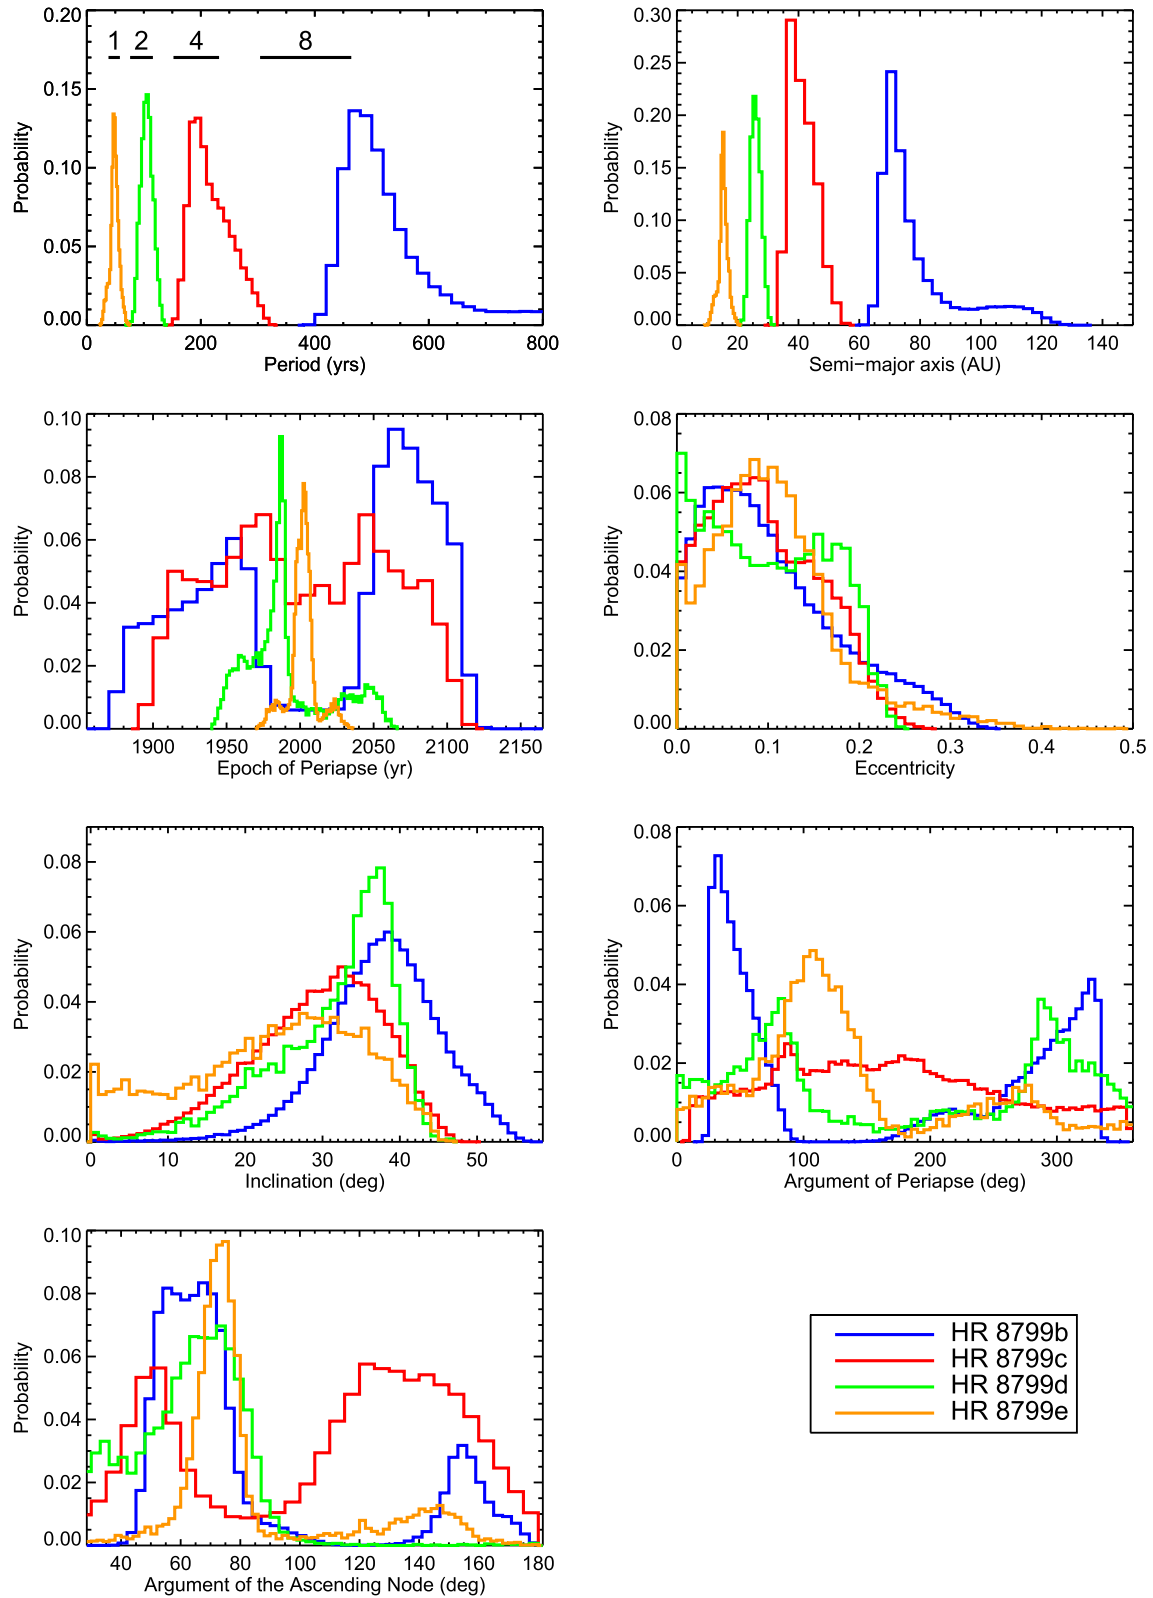 0.20
0.15
0.10
0.05
0.00
Probability
1 2 4 8
0 200 400 600 800
Period (yrs)
0.30
0.25
0.20
0.15
0.10
0.05
0.00
Probability
0 20 40 60 80 100 120 140
Semi−major axis (AU)
0.10
0.08
0.06
0.04
0.02
0.00
Probability
1900 1950 2000 2050 2100 2150
Epoch of Periapse (yr)
0.08
0.06
0.04
0.02
0.00
Probability
0.0 0.1 0.2 0.3 0.4 0.5
Eccentricity
0.08
0.06
0.04
0.02
0.00
Probability
0 10 20 30 40 50
Inclination (deg)
0.08
0.06
0.04
0.02
0.00
Probability
0 100 200 300
Argument of Periapse (deg)
0.10
0.08
0.06
0.04
0.02
0.00
Probability
40 60 80 100 120 140 160 180
Argument of the Ascending Node (deg)
HR 8799b
HR 8799c
HR 8799d
HR 8799e